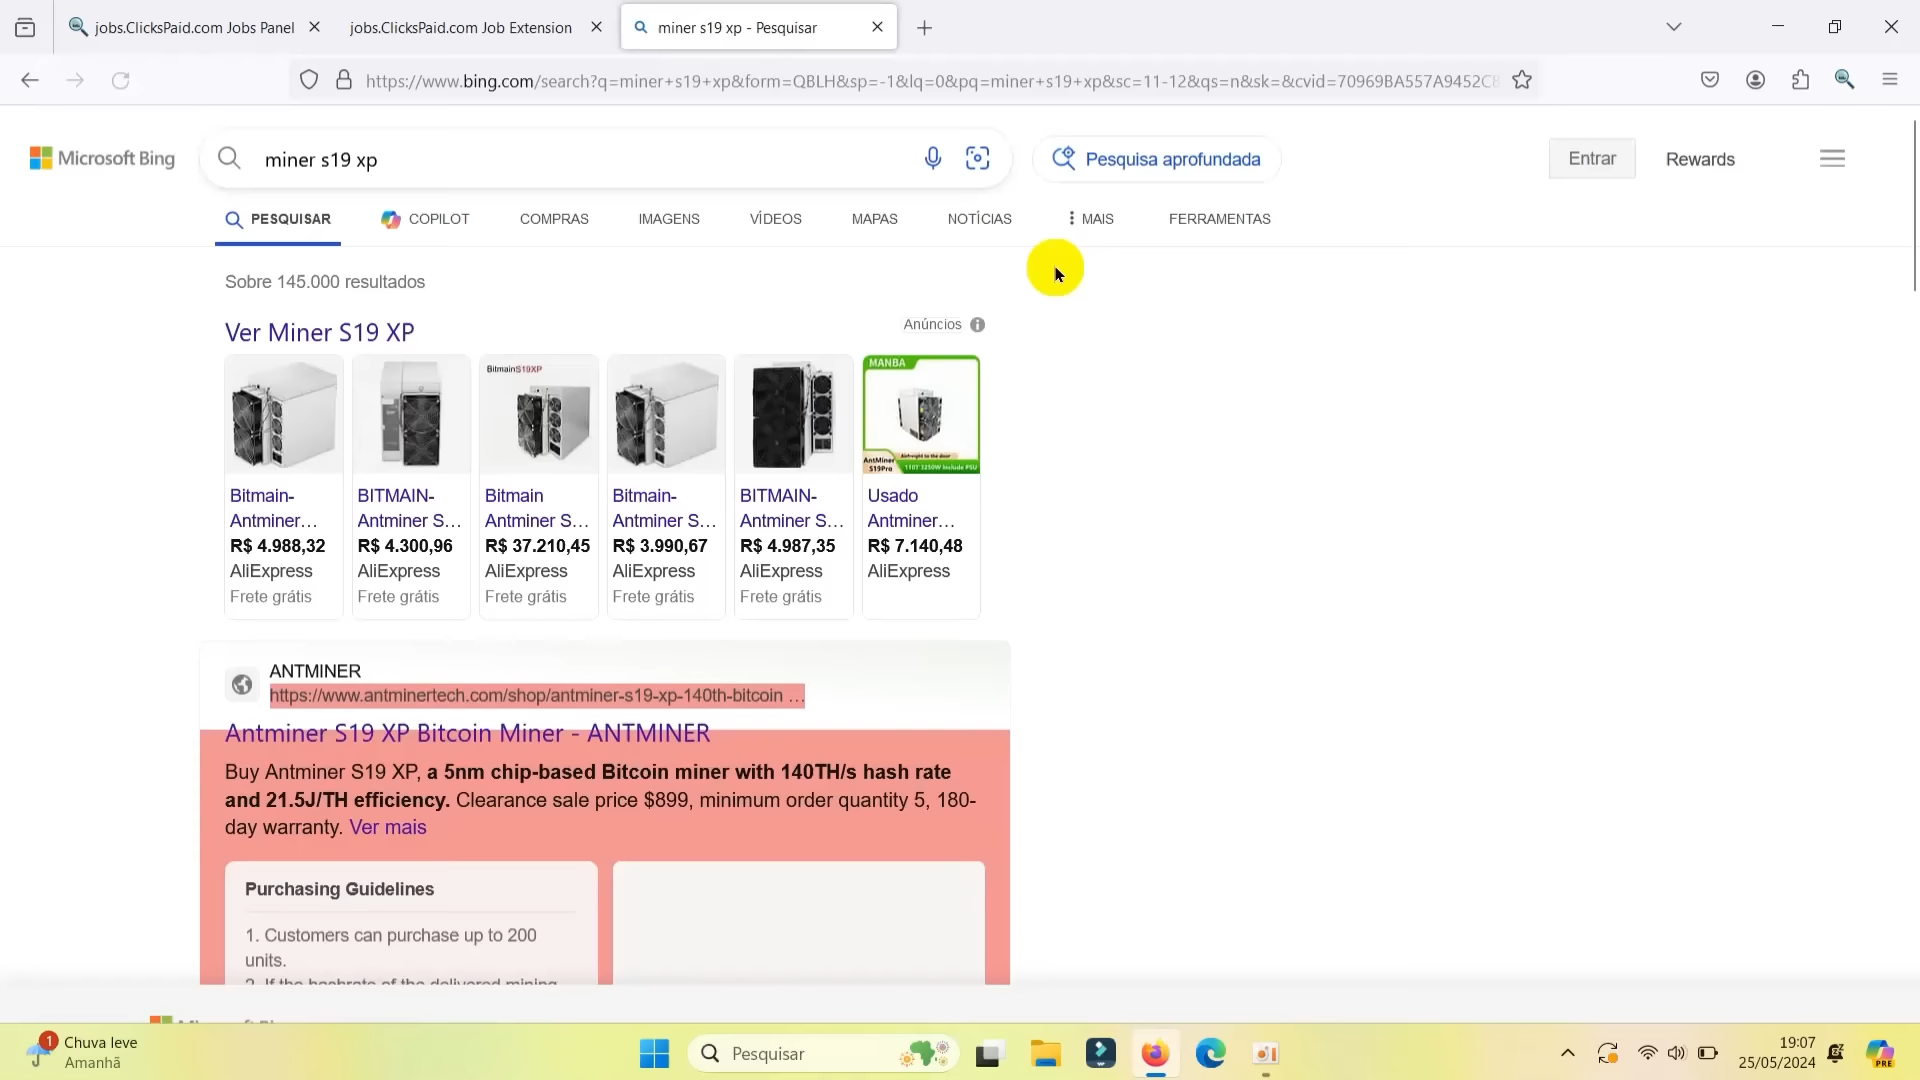 jobs.ClicksPaid.com Jobs Panel
jobs.ClicksPaid.com Job Extension
miner s19 xp - Pesquisar
https://www.bing.com/search?q=miner+s19+xp&form=QBLH&sp=-1&lq=0&pq=miner+s19+xp&sc=11-12&qs=n&sk=&cvid=70969BA557A9452C8
Microsoft Bing
miner s19 xp
Pesquisa aprofundada
Entrar
Rewards
PESQUISAR
COPILOT
COMPRAS
IMAGENS
VÍDEOS
MAPAS
NOTÍCIAS
MAIS
FERRAMENTAS
Sobre 145.000 resultados
Ver Miner S19 XP
Anúncios
BitmainS19XP
MANBA
Airfreight to the door
AntMiner
S19Pro
110T 3250W Include PSU
Bitmain-
Antminer...
R$ 4.988,32
AliExpress
Frete grátis
BITMAIN-
Antminer S...
R$ 4.300,96
AliExpress
Frete grátis
Bitmain
Antminer S...
R$ 37.210,45
AliExpress
Frete grátis
Bitmain-
Antminer S...
R$ 3.990,67
AliExpress
Frete grátis
BITMAIN-
Antminer S...
R$ 4.987,35
AliExpress
Frete grátis
Usado
Antminer...
R$ 7.140,48
AliExpress
ANTMINER
https://www.antminertech.com/shop/antminer-s19-xp-140th-bitcoin ...
Antminer S19 XP Bitcoin Miner - ANTMINER
Buy Antminer S19 XP, a 5nm chip-based Bitcoin miner with 140TH/s hash rate
and 21.5J/TH efficiency. Clearance sale price $899, minimum order quantity 5, 180-
day warranty. Ver mais
Purchasing Guidelines
1. Customers can purchase up to 200
units.
2. If the hashrate of the delivered mining
1
Chuva leve
Amanhã
Pesquisar
19:07
25/05/2024
PRE